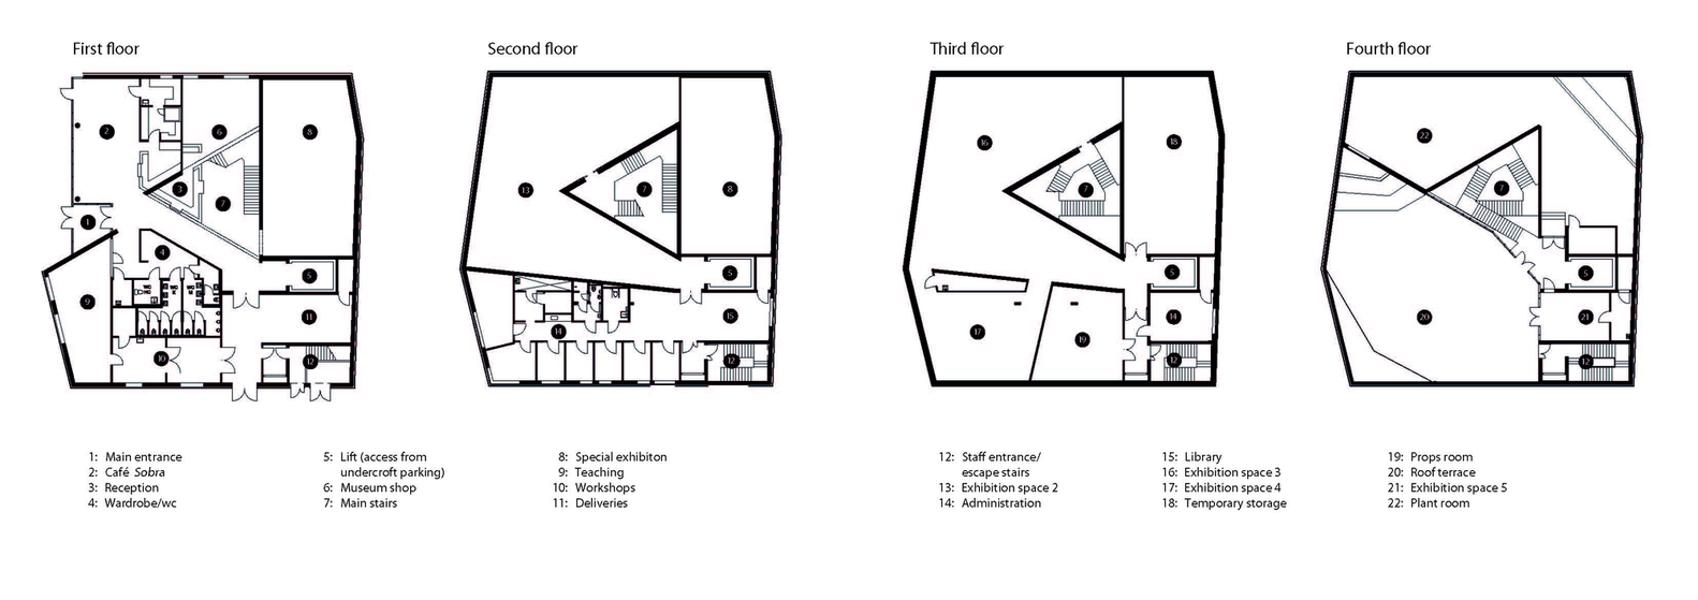 First floor
Second floor
Third floor
Fourth floor
2
6
8
3
7
1
4
5
9
11
10
12
WC
HC
WC
K
WC
M
13
7
8
5
15
14
12
16
18
7
5
14
17
19
12
22
7
5
20
21
12
1: Main entrance
2: Café Sobra
3: Reception
4: Wardrobe/wc
5: Lift (access from
undercroft parking)
6: Museum shop
7: Main stairs
8: Special exhibiton
9: Teaching
10: Workshops
11: Deliveries
12: Staff entrance/
escape stairs
13: Exhibition space 2
14: Administration
15: Library
16: Exhibition space 3
17: Exhibition space 4
18: Temporary storage
19: Props room
20: Roof terrace
21: Exhibition space 5
22: Plant room